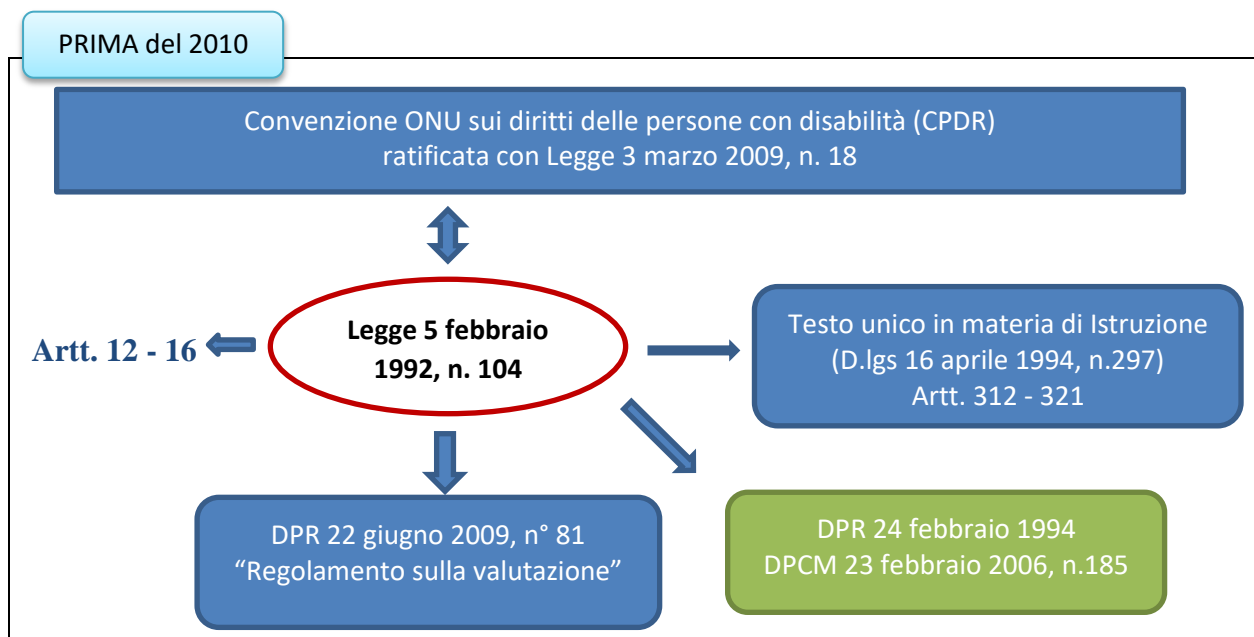 PRIMA del 2010
Convenzione ONU sui diritti delle persone con disabilità (CPDR)
ratificata con Legge 3 marzo 2009, n. 18
Artt. 12 - 16
Legge 5 febbraio
1992, n. 104
Testo unico in materia di Istruzione
(D.lgs 16 aprile 1994, n.297)
Artt. 312 - 321
DPR 22 giugno 2009, n° 81
“Regolamento sulla valutazione”
DPR 24 febbraio 1994
DPCM 23 febbraio 2006, n.185